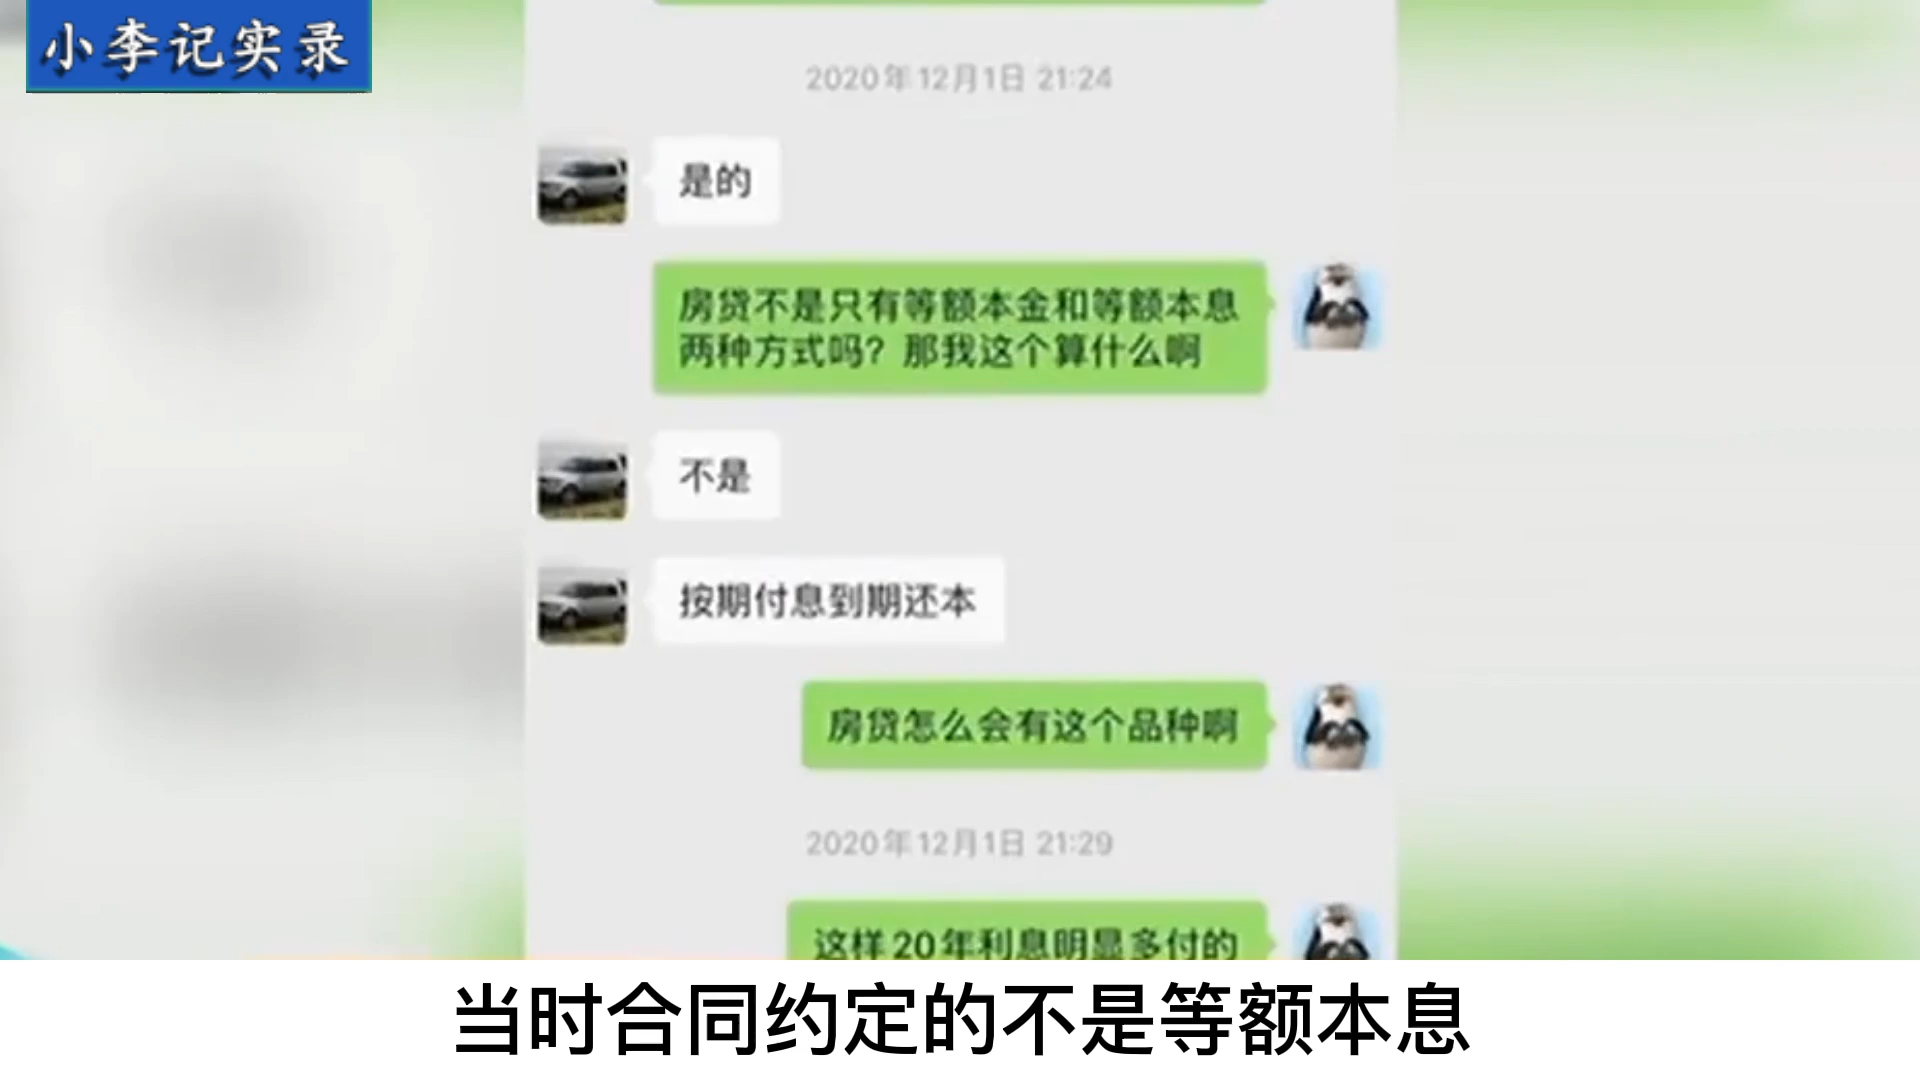 小李记实录
2020年12月1日 21:24
是的
房贷不是只有等额本金和等额本息
两种方式吗？那我这个算什么啊
不是
按期付息到期还本
房贷怎么会有这个品种啊
2020年12月1日 21:29
这样20年利息明显多付的
当时合同约定的不是等额本息